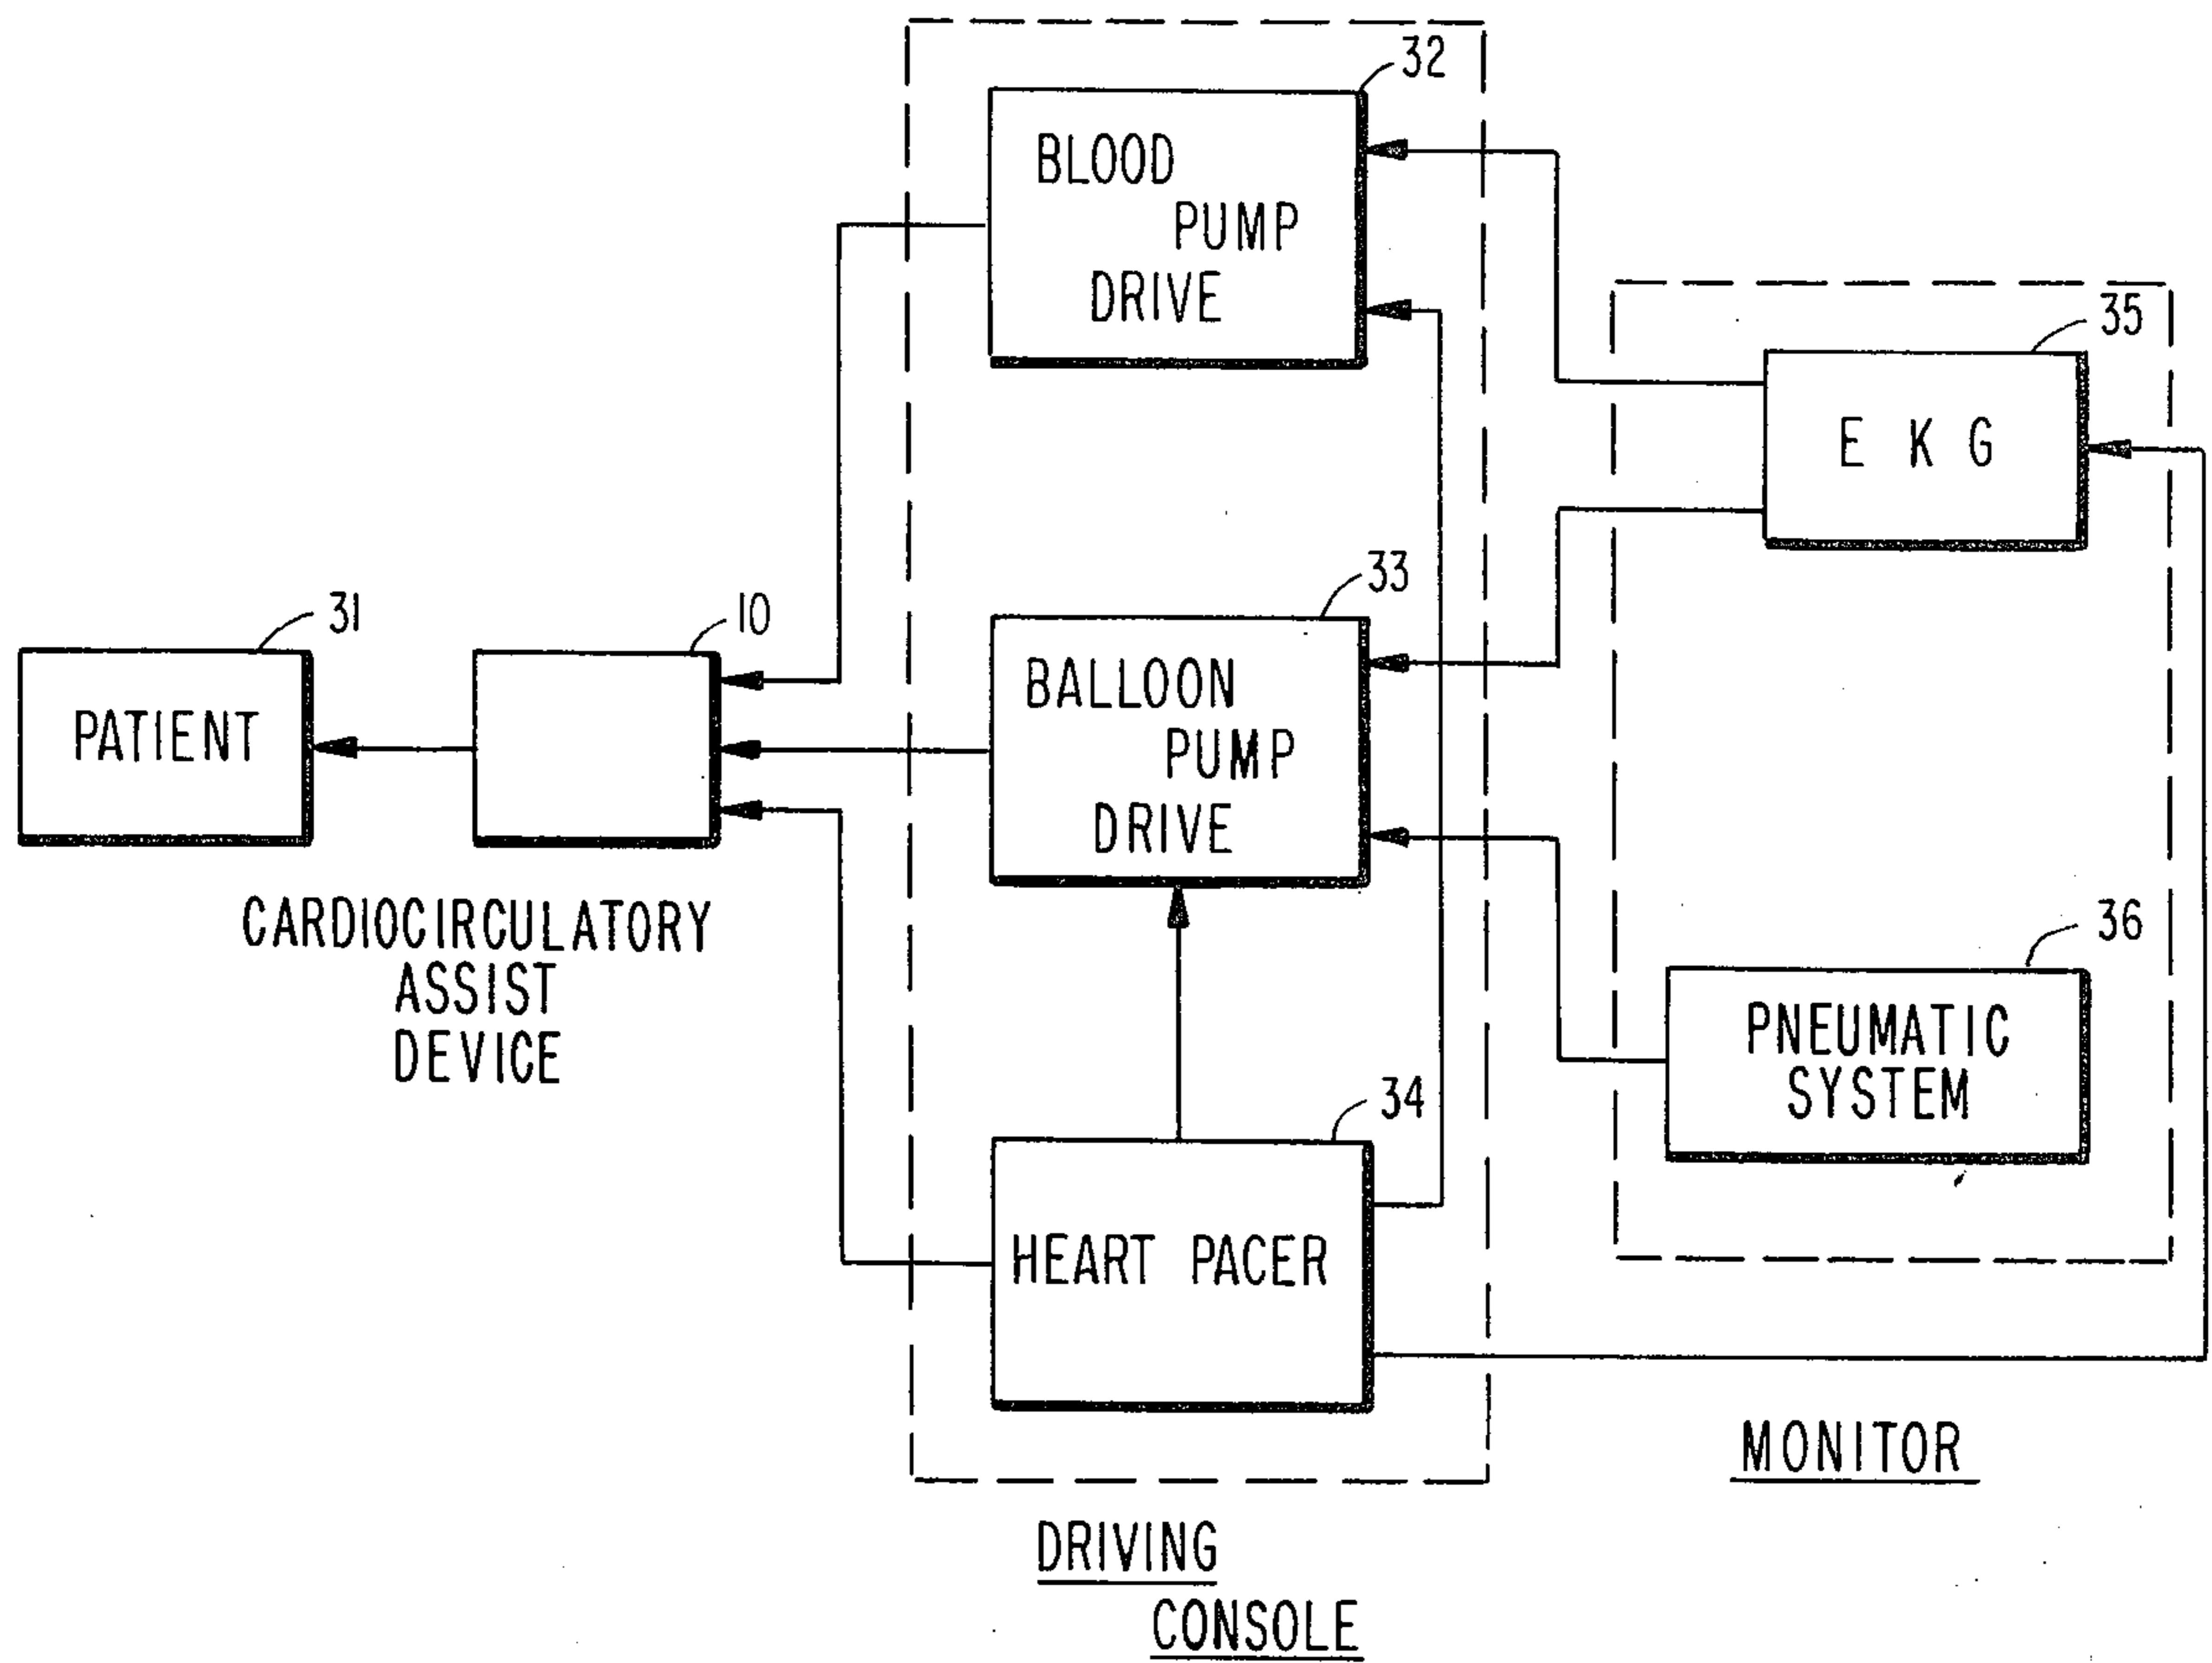 32
BLOOD
PUMP
DRIVE
35
E K G
33
BALLOON
PUMP
DRIVE
31
PATIENT
10
CARDIOCIRCULATORY
ASSIST
DEVICE
36
PNEUMATIC
SYSTEM
34
HEART PACER
MONITOR
DRIVING
CONSOLE